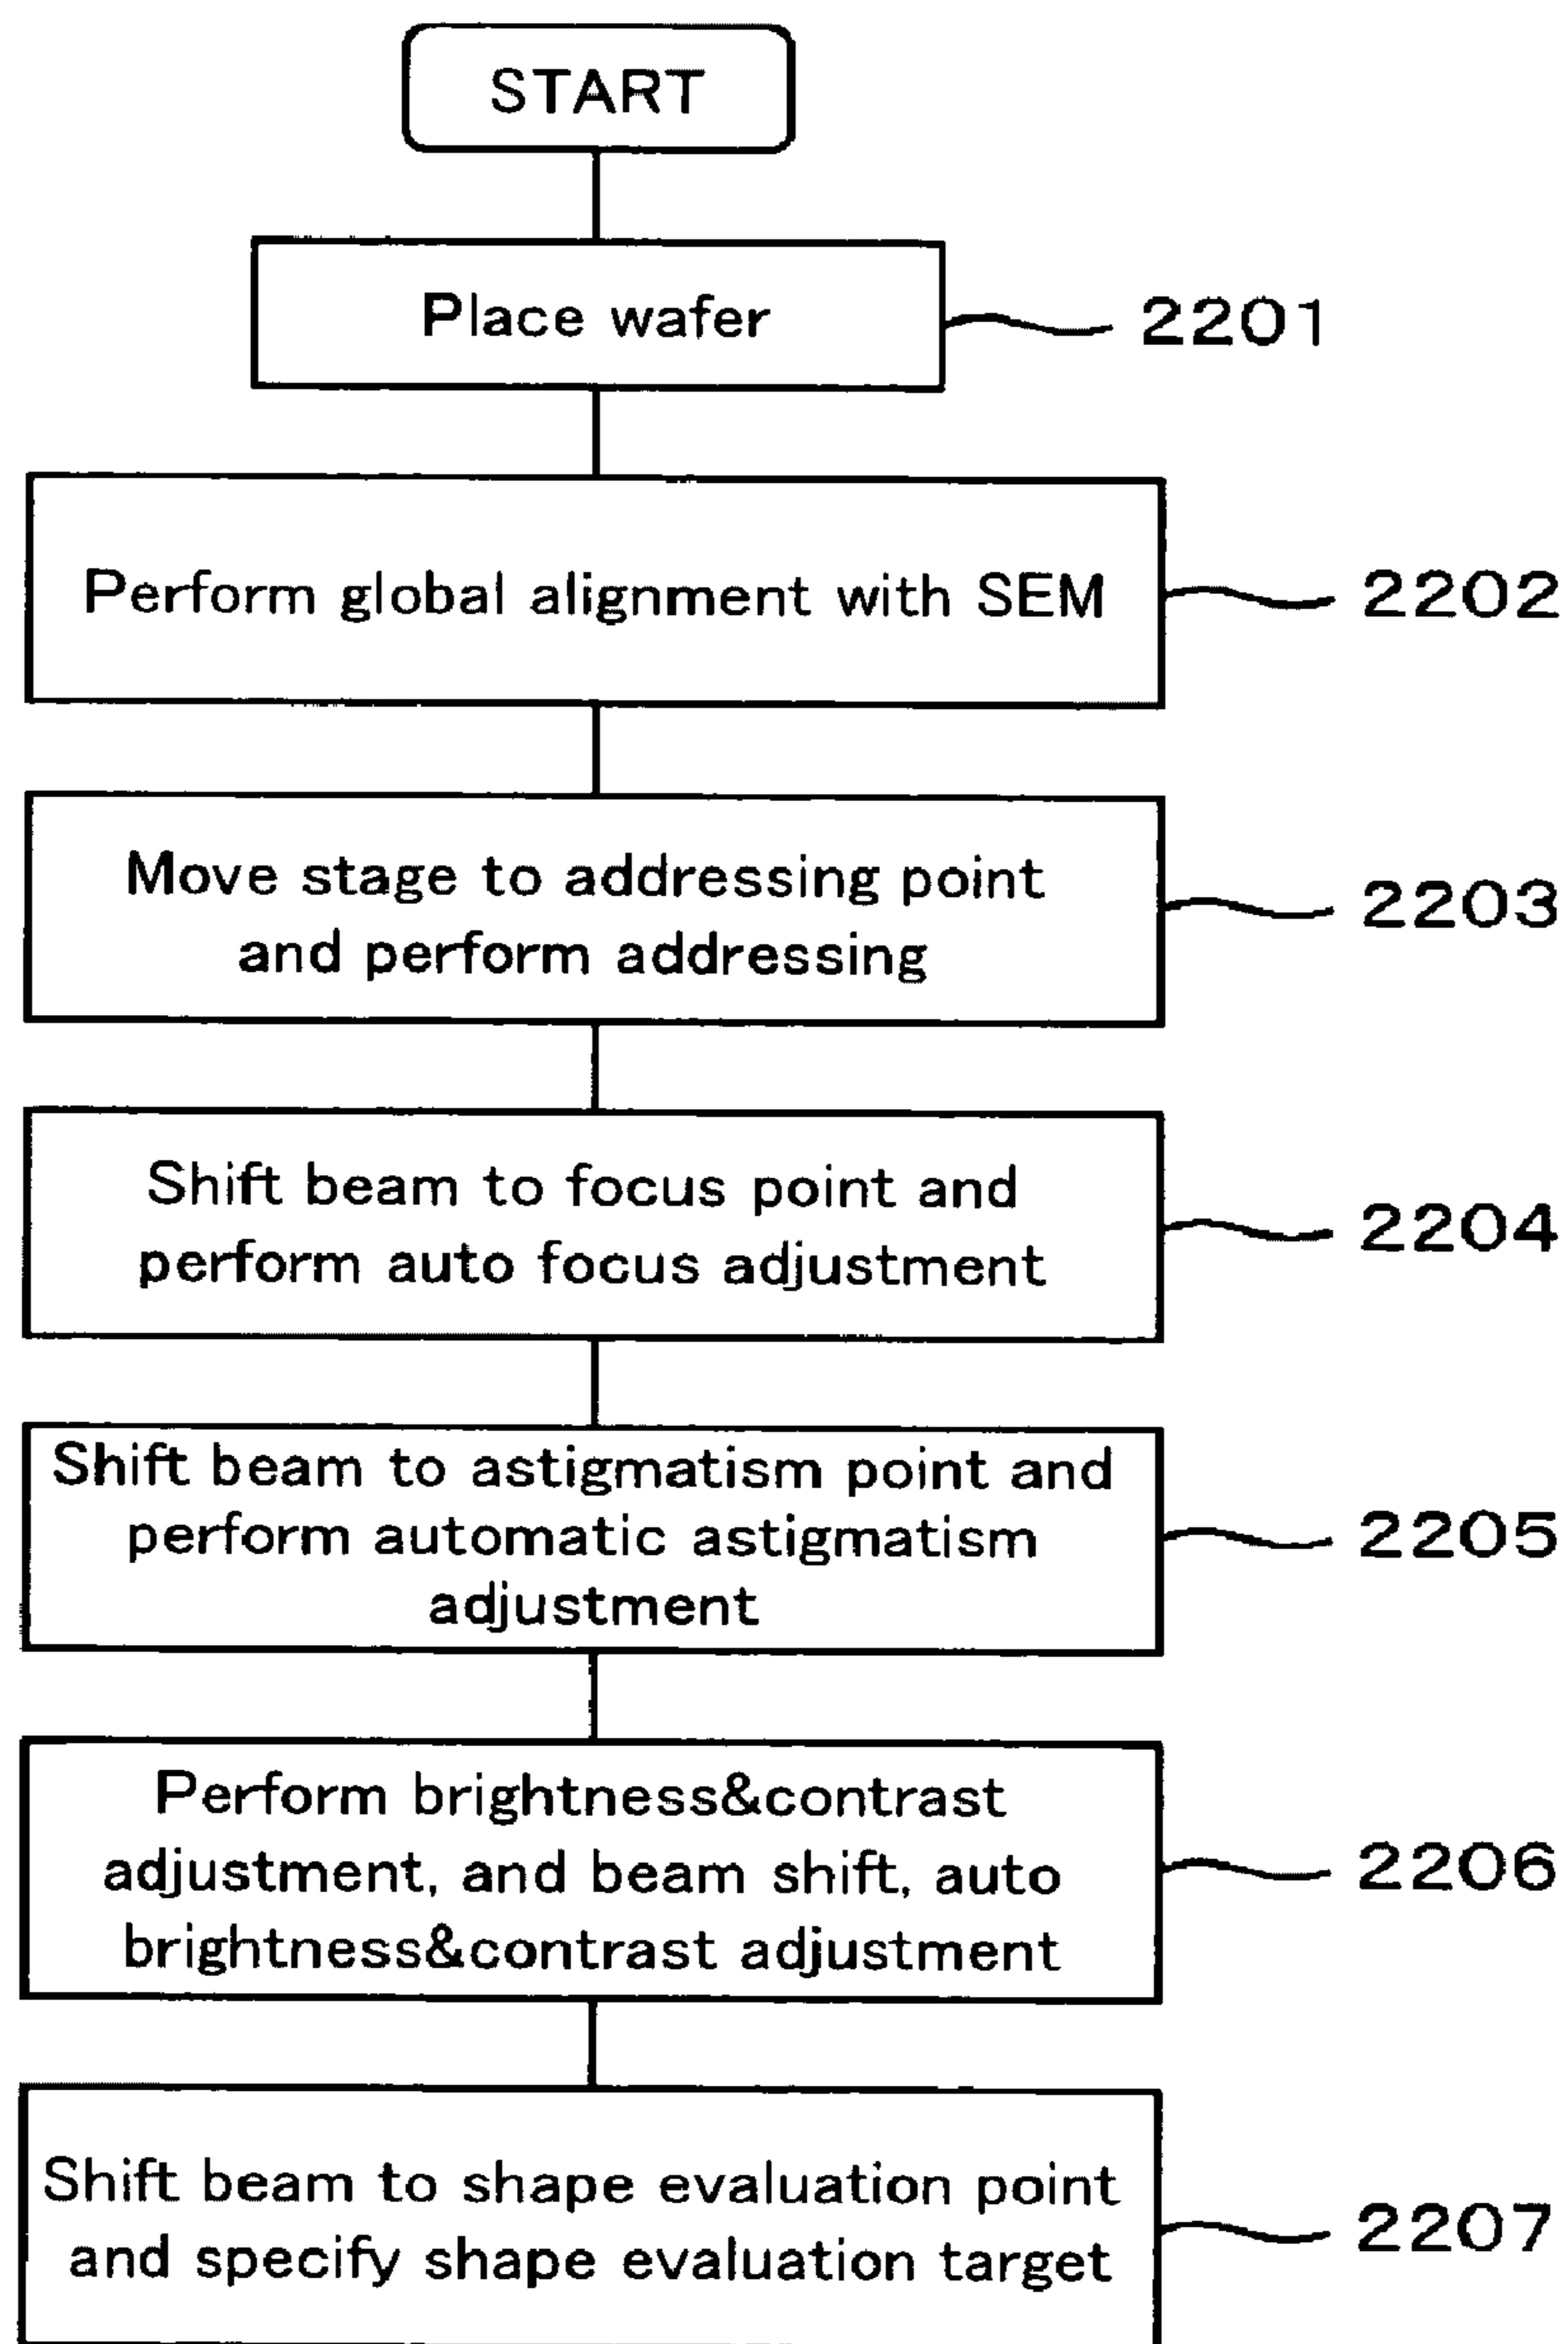 START
Place wafer
2201
Perform global alignment with SEM
2202
Move stage to addressing point
and perform addressing
2203
Shift beam to focus point and
perform auto focus adjustment
2204
Shift beam to astigmatism point and
perform automatic astigmatism
adjustment
2205
Perform brightness&contrast
adjustment, and beam shift, auto
brightness&contrast adjustment
2206
Shift beam to shape evaluation point
and specify shape evaluation target
2207